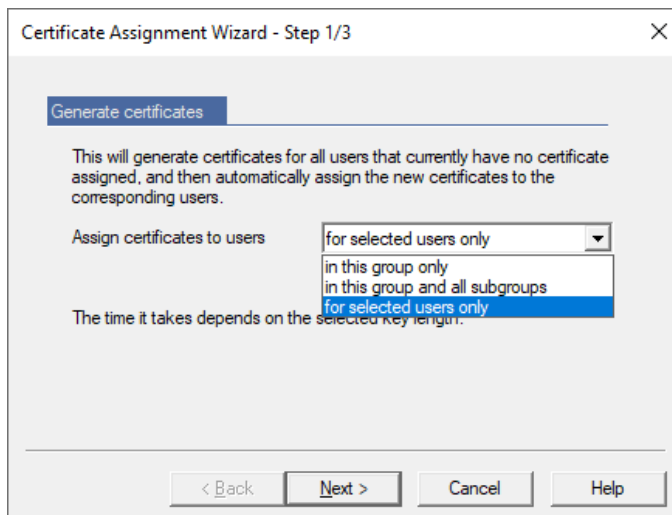 Certificate Assignment Wizard - Step 1/3
Generate certificates
This will generate certificates for all users that currently have no certificate
assigned, and then automatically assign the new certificates to the
corresponding users.
Assign certificates to users
for selected users only
in this group only
in this group and all subgroups
for selected users only
The time it takes depends on the selected key length.
< Back
Next >
Cancel
Help